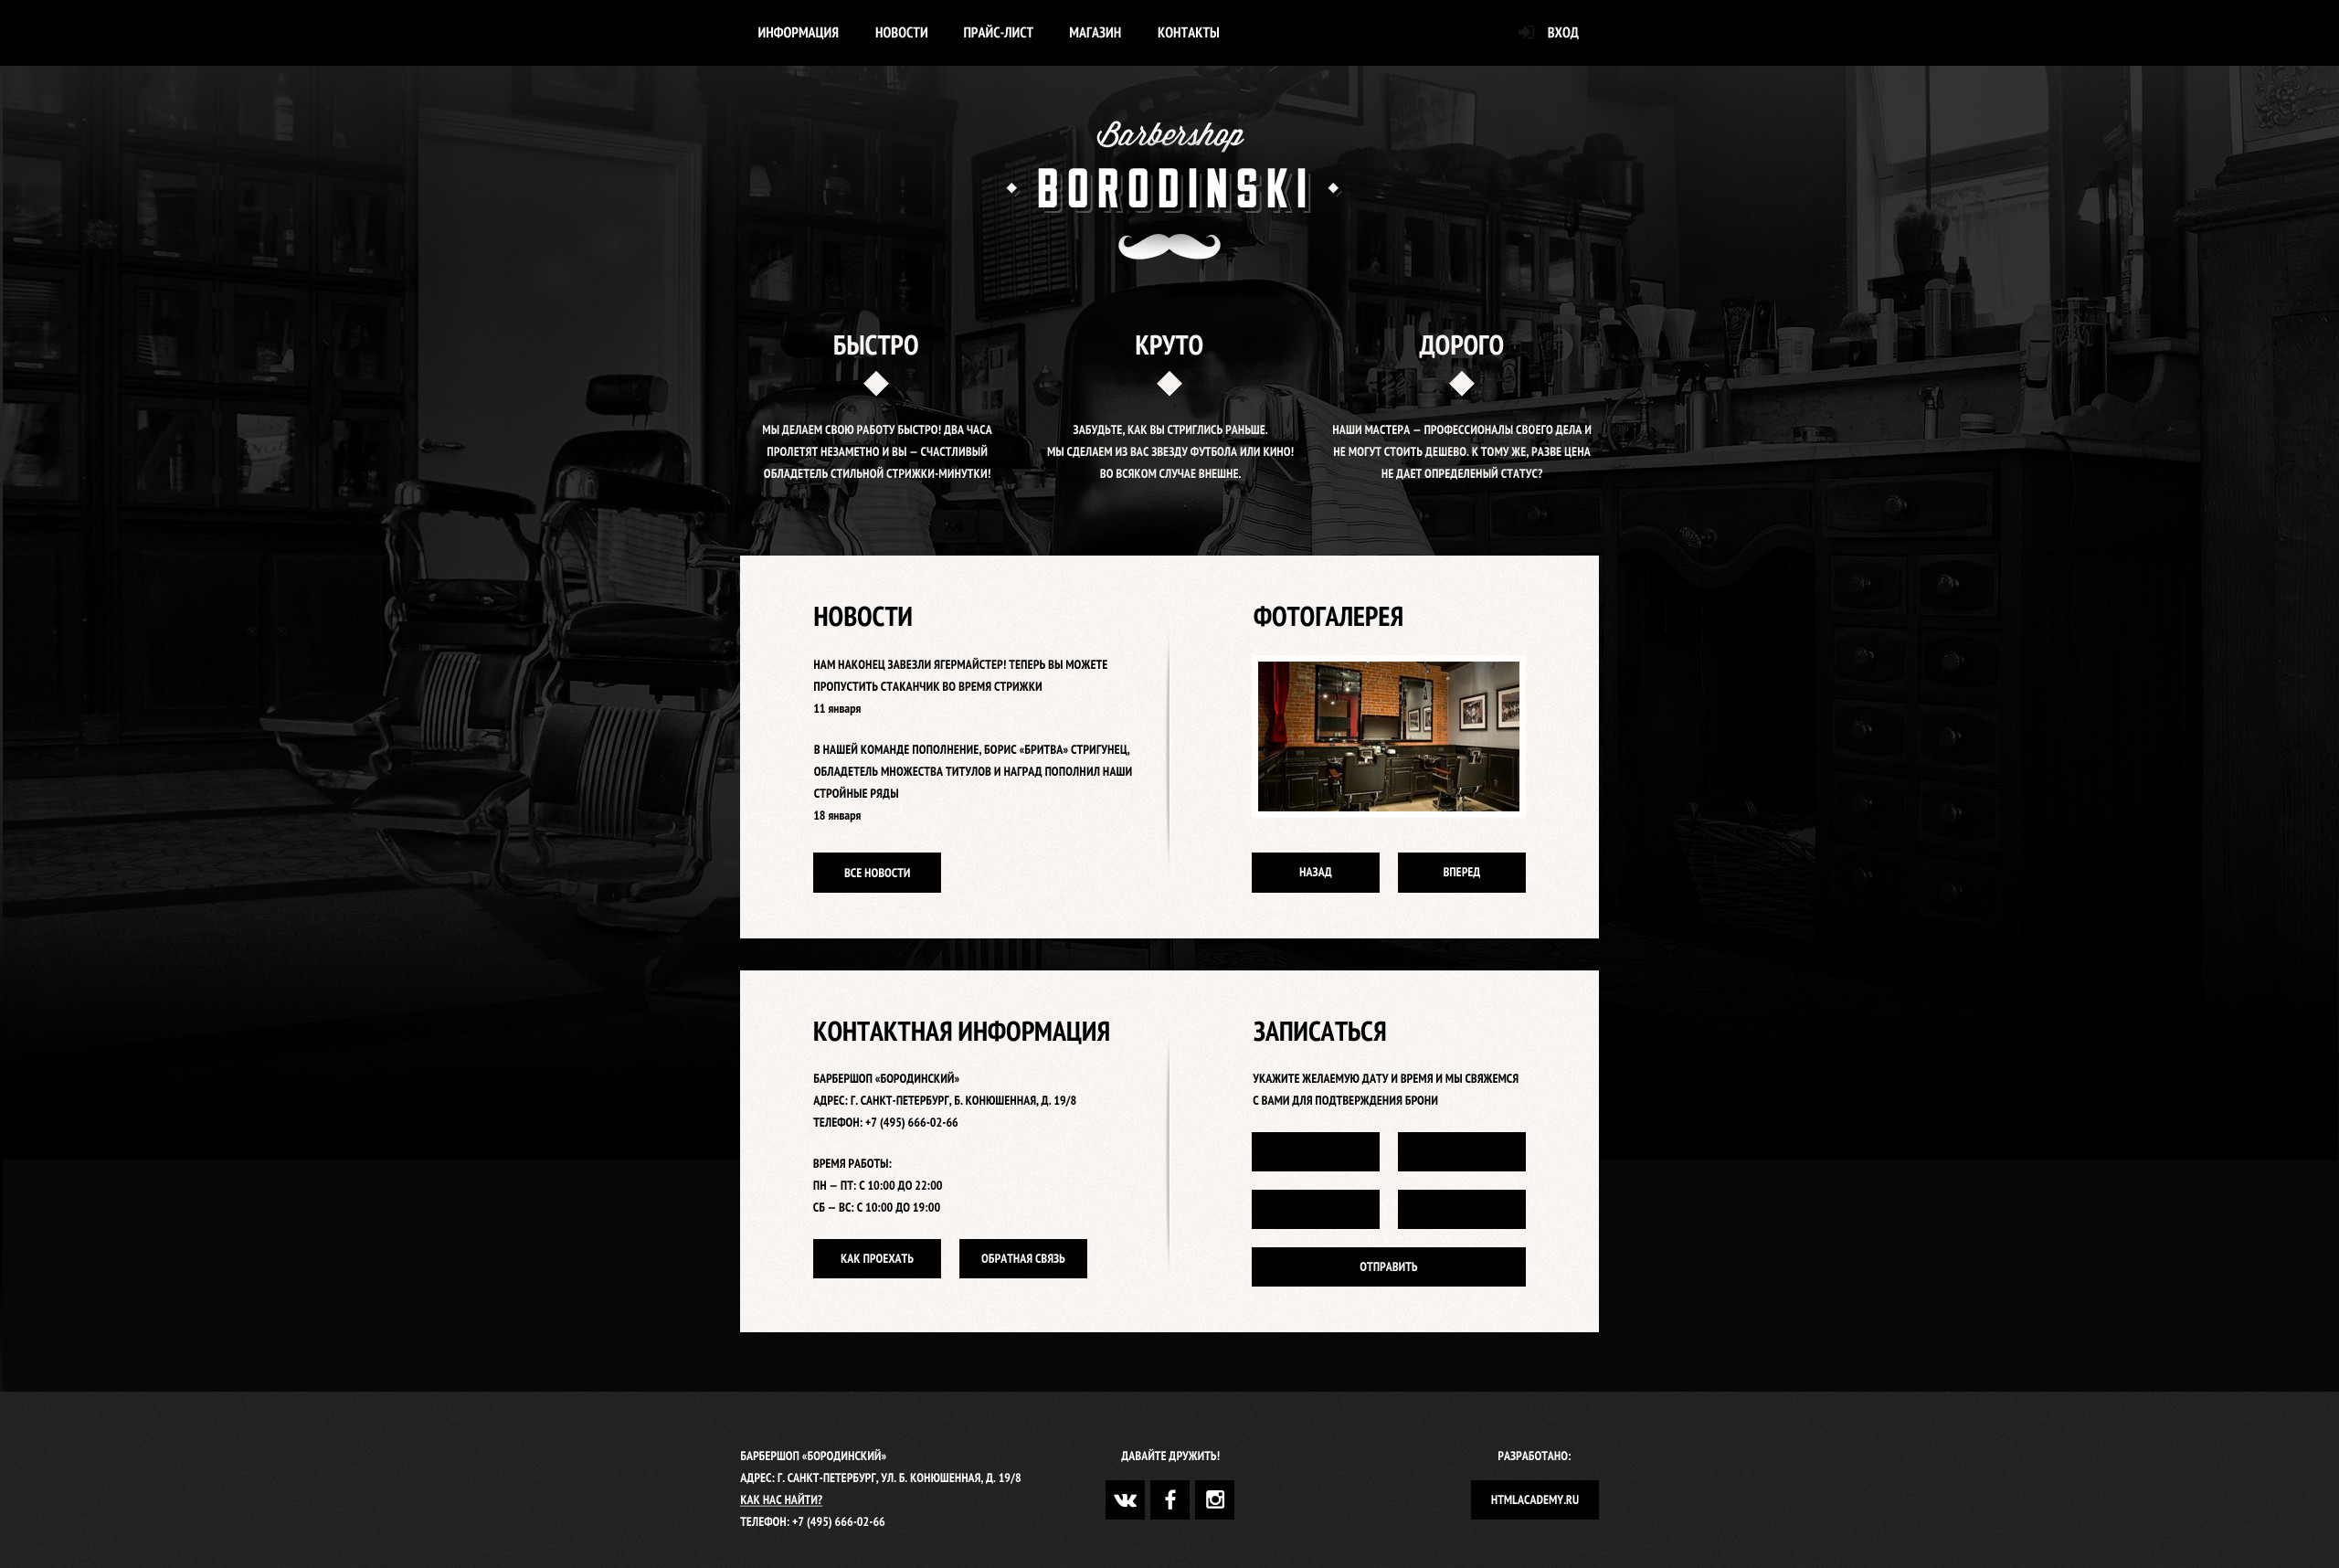 ИНФОРМАЦИЯ НОВОСТИ ПРАЙС-ЛИСТ МАГАЗИН КОНТАКТЫ ВХОД
Barbershop
BORODINSKI
БЫСТРО
МЫ ДЕЛАЕМ СВОЮ РАБОТУ БЫСТРО! ДВА ЧАСА
ПРОЛЕТЯТ НЕЗАМЕТНО И ВЫ — СЧАСТЛИВЫЙ
ОБЛАДЕТЕЛЬ СТИЛЬНОЙ СТРИЖКИ-МИНУТКИ!
КРУТО
ЗАБУДЬТЕ, КАК ВЫ СТРИГЛИСЬ РАНЬШЕ.
МЫ СДЕЛАЕМ ИЗ ВАС ЗВЕЗДУ ФУТБОЛА ИЛИ КИНО!
ВО ВСЯКОМ СЛУЧАЕ ВНЕШНЕ.
ДОРОГО
НАШИ МАСТЕРА — ПРОФЕССИОНАЛЫ СВОЕГО ДЕЛА И
НЕ МОГУТ СТОИТЬ ДЕШЕВО. К ТОМУ ЖЕ, РАЗВЕ ЦЕНА
НЕ ДАЕТ ОПРЕДЕЛЕНЫЙ СТАТУС?
НОВОСТИ
НАМ НАКОНЕЦ ЗАВЕЗЛИ ЯГЕРМАЙСТЕР! ТЕПЕРЬ ВЫ МОЖЕТЕ
ПРОПУСТИТЬ СТАКАНЧИК ВО ВРЕМЯ СТРИЖКИ
11 января
В НАШЕЙ КОМАНДЕ ПОПОЛНЕНИЕ, БОРИС «БРИТВА» СТРИГУНЕЦ,
ОБЛАДЕТЕЛЬ МНОЖЕСТВА ТИТУЛОВ И НАГРАД ПОПОЛНИЛ НАШИ
СТРОЙНЫЕ РЯДЫ
18 января
ВСЕ НОВОСТИ
ФОТОГАЛЕРЕЯ
НАЗАД ВПЕРЕД
КОНТАКТНАЯ ИНФОРМАЦИЯ
БАРБЕРШОП «БОРОДИНСКИЙ»
АДРЕС: Г. САНКТ-ПЕТЕРБУРГ, Б. КОНЮШЕННАЯ, Д. 19/8
ТЕЛЕФОН: +7 (495) 666-02-66
ВРЕМЯ РАБОТЫ:
ПН — ПТ: С 10:00 ДО 22:00
СБ — ВС: С 10:00 ДО 19:00
КАК ПРОЕХАТЬ ОБРАТНАЯ СВЯЗЬ
ЗАПИСАТЬСЯ
УКАЖИТЕ ЖЕЛАЕМУЮ ДАТУ И ВРЕМЯ И МЫ СВЯЖЕМСЯ
С ВАМИ ДЛЯ ПОДТВЕРЖДЕНИЯ БРОНИ
ОТПРАВИТЬ
БАРБЕРШОП «БОРОДИНСКИЙ»
АДРЕС: Г. САНКТ-ПЕТЕРБУРГ, УЛ. Б. КОНЮШЕННАЯ, Д. 19/8
КАК НАС НАЙТИ?
ТЕЛЕФОН: +7 (495) 666-02-66
ДАВАЙТЕ ДРУЖИТЬ!
РАЗРАБОТАНО:
HTMLACADEMY.RU